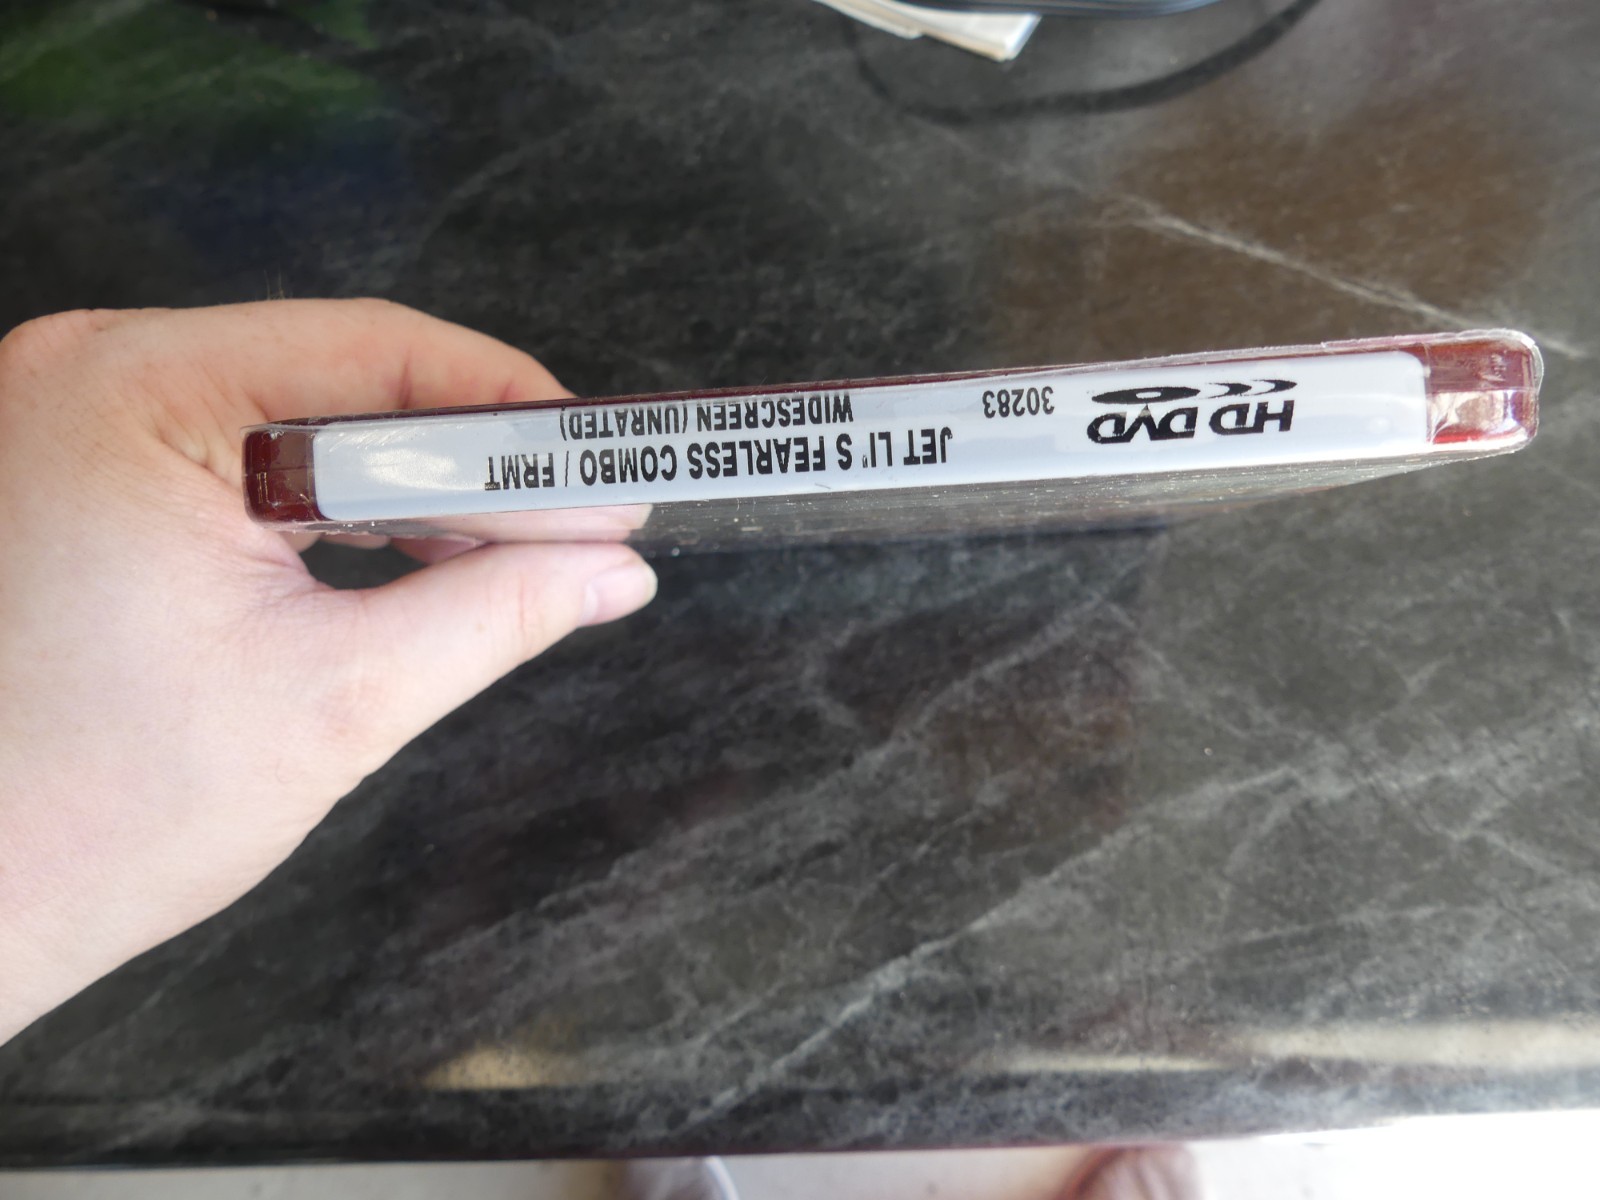 HD DVD
30283
JET LI'S FEARLESS COMBO / FRMT
WIDESCREEN (UNRATED)